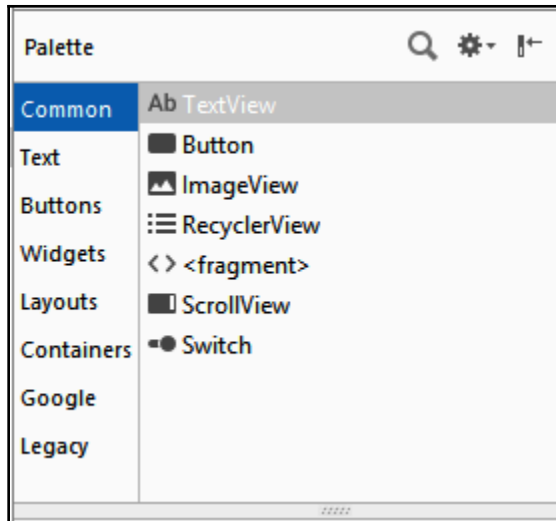 Palette
Common
Text
Buttons
Widgets
Layouts
Containers
Google
Legacy
Ab TextView
Button
ImageView
RecyclerView
<> <fragment>
ScrollView
Switch